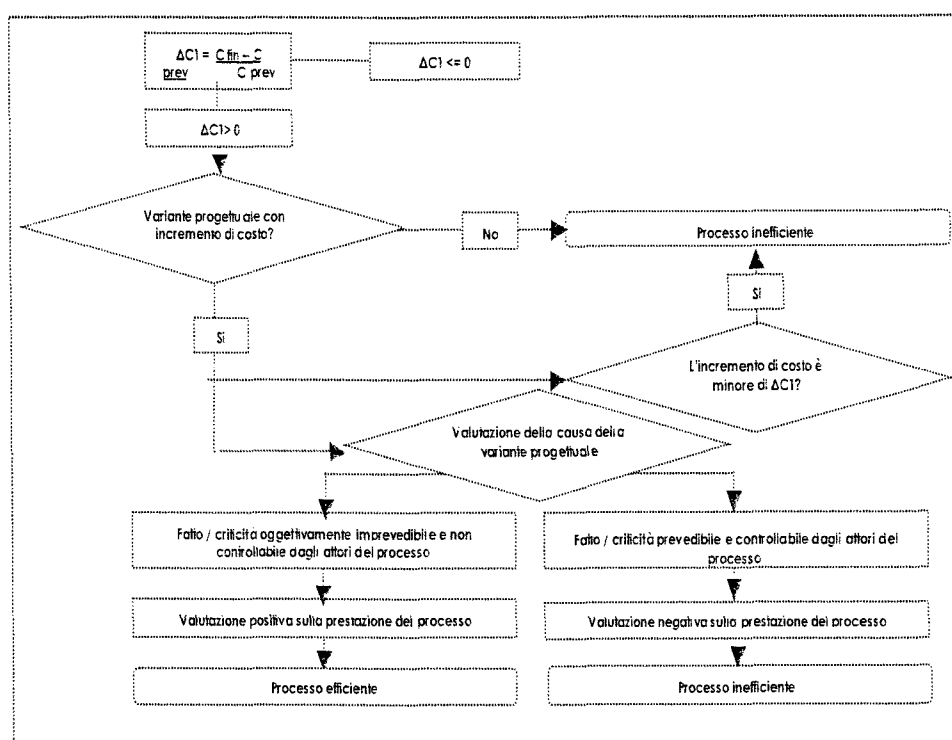 ΔC1 = C fin – C
prev C prev
ΔC1 <= 0
ΔC1> 0
Variante progettuale con
incremento di costo?
No
Processo inefficiente
Si
Si
L'incremento di costo è
minore di ΔC1?
Valutazione della causa della
variante progettuale
Fatto / criticità oggettivamente imprevedibile e non
controllabile dagli attori del processo
Fatto / criticità prevedibile e controllabile dagli attori del
processo
Valutazione positiva sulla prestazione del processo
Valutazione negativa sulla prestazione del processo
Processo efficiente
Processo inefficiente